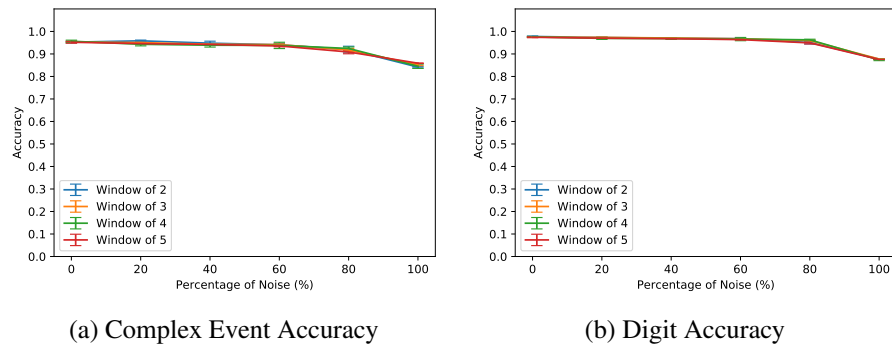 1.0
0.9
0.8
0.7
0.6
0.5
0.4
0.3
0.2
0.1
0.0
Accuracy
Window of 2
Window of 3
Window of 4
Window of 5
0 20 40 60 80 100
Percentage of Noise (%)
(a) Complex Event Accuracy
1.0
0.9
0.8
0.7
0.6
0.5
0.4
0.3
0.2
0.1
0.0
Accuracy
Window of 2
Window of 3
Window of 4
Window of 5
0 20 40 60 80 100
Percentage of Noise (%)
(b) Digit Accuracy